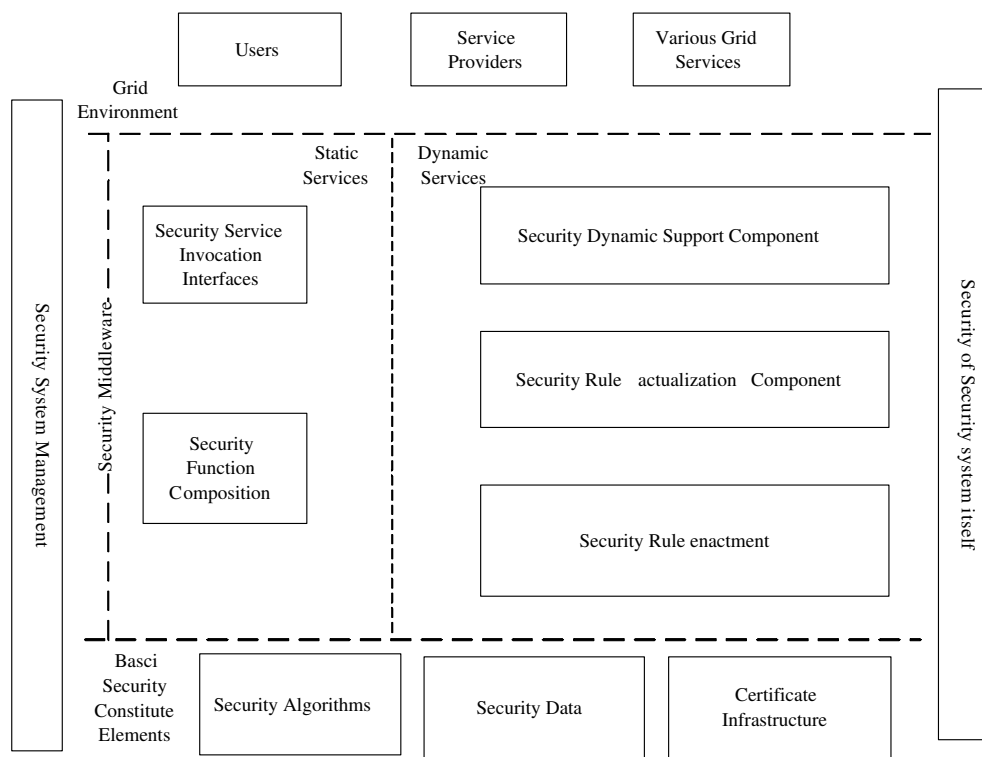 Users
Service
Providers
Various Grid
Services
Grid
Environment
Static
Services
Dynamic
Services
Security Service
Invocation
Interfaces
Security Dynamic Support Component
Security System Management
Security Middleware
Security of Security system itself
Security Rule actualization Component
Security
Function
Composition
Security Rule enactment
Basci
Security
Constitute
Elements
Security Algorithms
Security Data
Certificate
Infrastructure